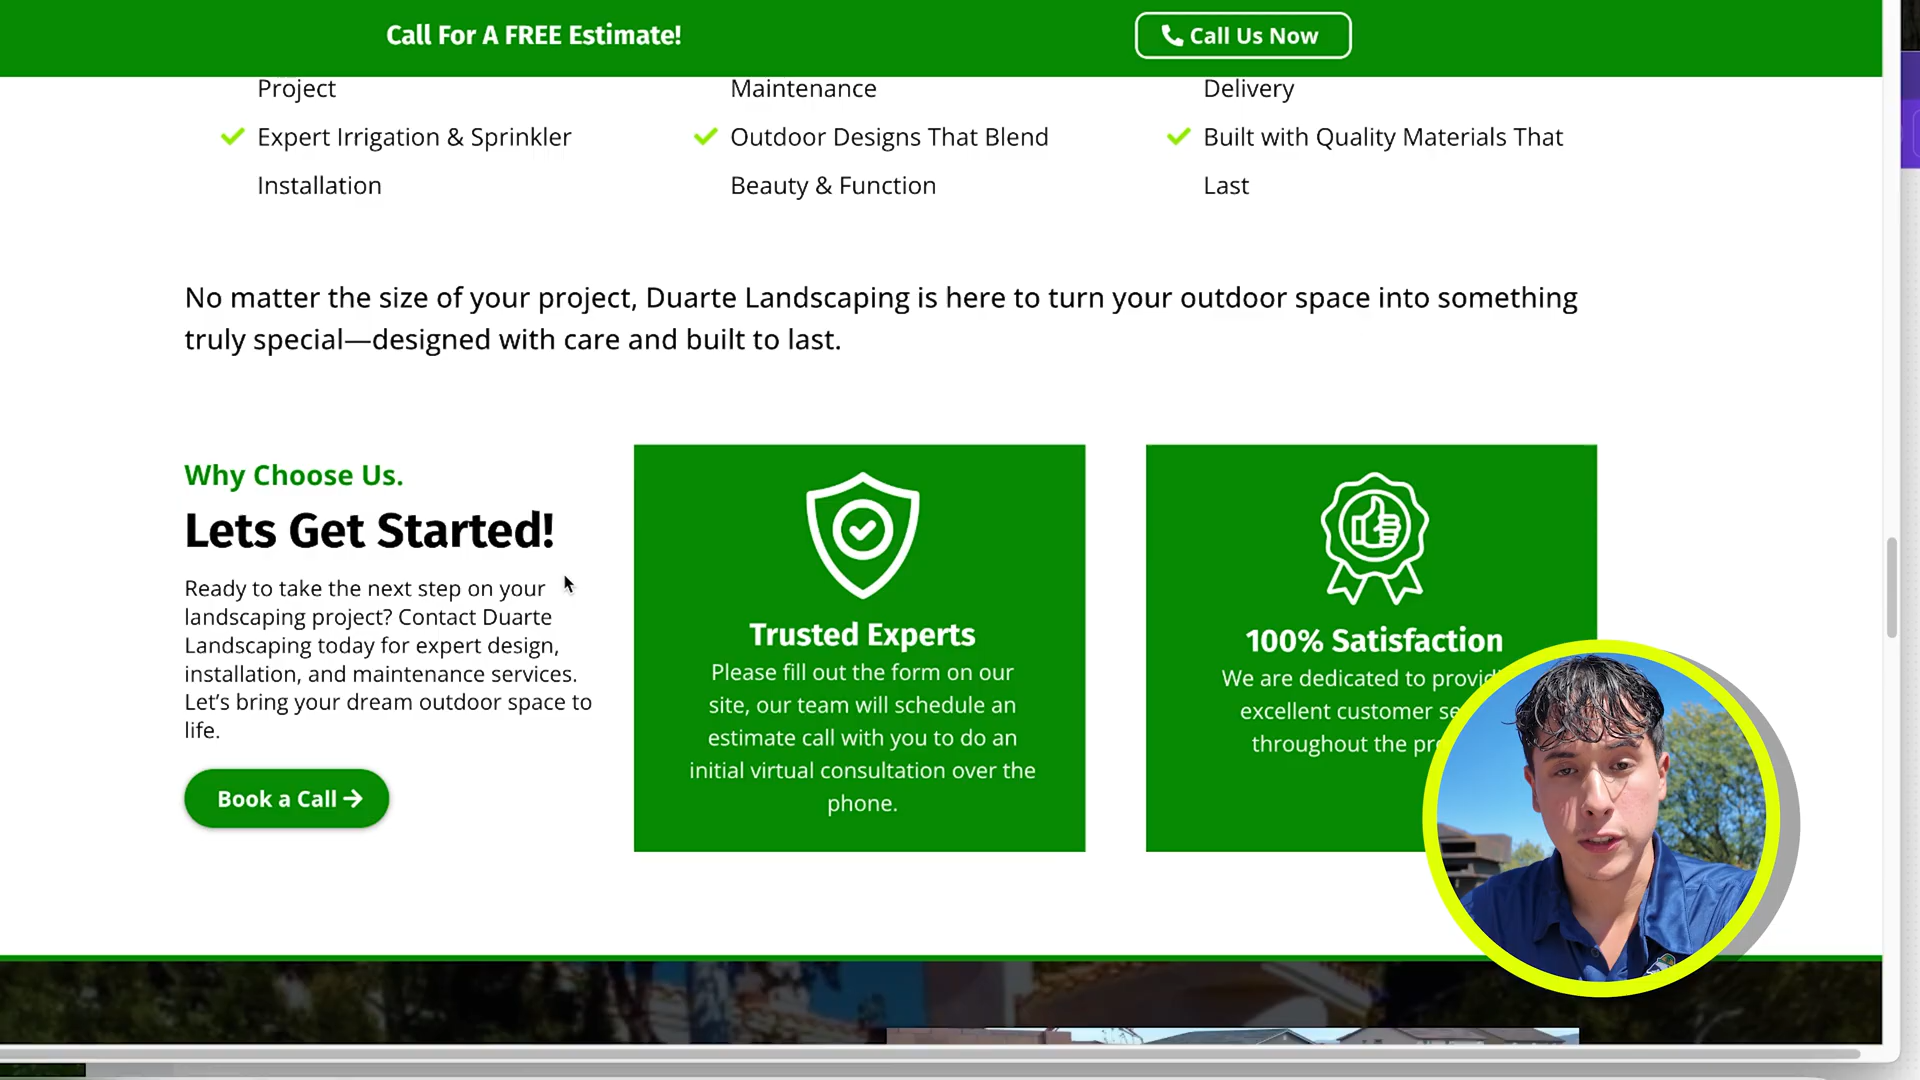 Call For A FREE Estimate!
Call Us Now
Project
Expert Irrigation & Sprinkler
Installation
Maintenance
Outdoor Designs That Blend
Beauty & Function
Delivery
Built with Quality Materials That
Last
No matter the size of your project, Duarte Landscaping is here to turn your outdoor space into something
truly special—designed with care and built to last.
Why Choose Us.
Lets Get Started!
Ready to take the next step on your
landscaping project? Contact Duarte
Landscaping today for expert design,
installation, and maintenance services.
Let’s bring your dream outdoor space to
life.
Book a Call
Trusted Experts
Please fill out the form on our
site, our team will schedule an
estimate call with you to do an
initial virtual consultation over the
phone.
100% Satisfaction
We are dedicated to
excellent customer
throughout the